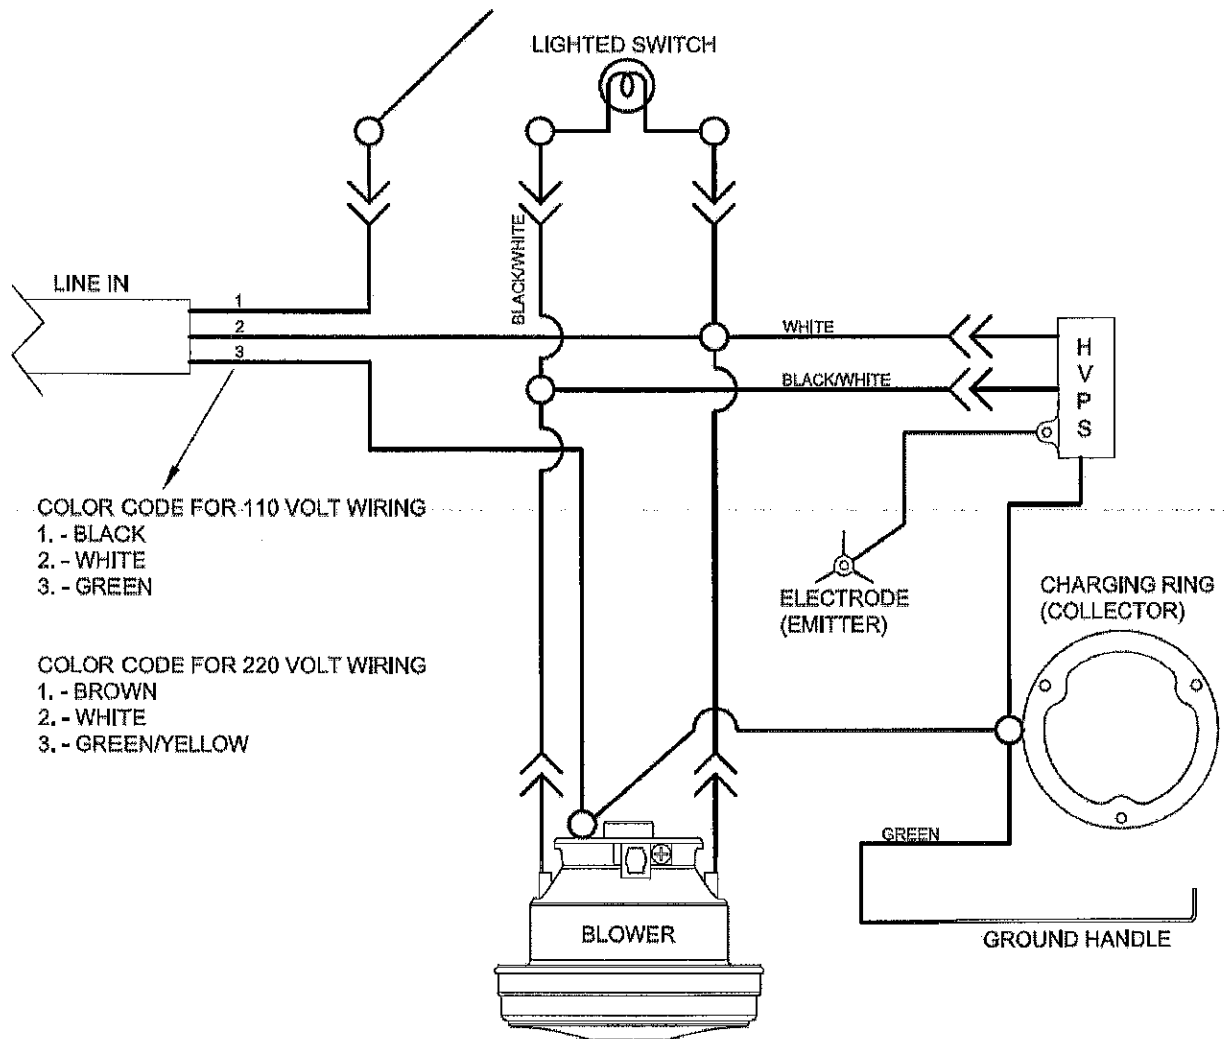 LIGHTED SWITCH
BLACK/WHITE
LINE IN
1
2
3
WHITE
BLACK/WHITE
H
V
P
S
COLOR CODE FOR 110 VOLT WIRING
1. - BLACK
2. - WHITE
3. - GREEN
COLOR CODE FOR 220 VOLT WIRING
1. - BROWN
2. - WHITE
3. - GREEN/YELLOW
ELECTRODE
(EMITTER)
CHARGING RING
(COLLECTOR)
GREEN
GROUND HANDLE
BLOWER